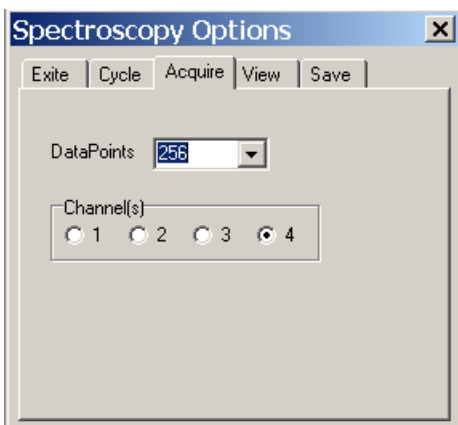 Spectroscopy Options
Exite Cycle Acquire View Save
DataPoints 256
Channel(s)
1 2 3 4